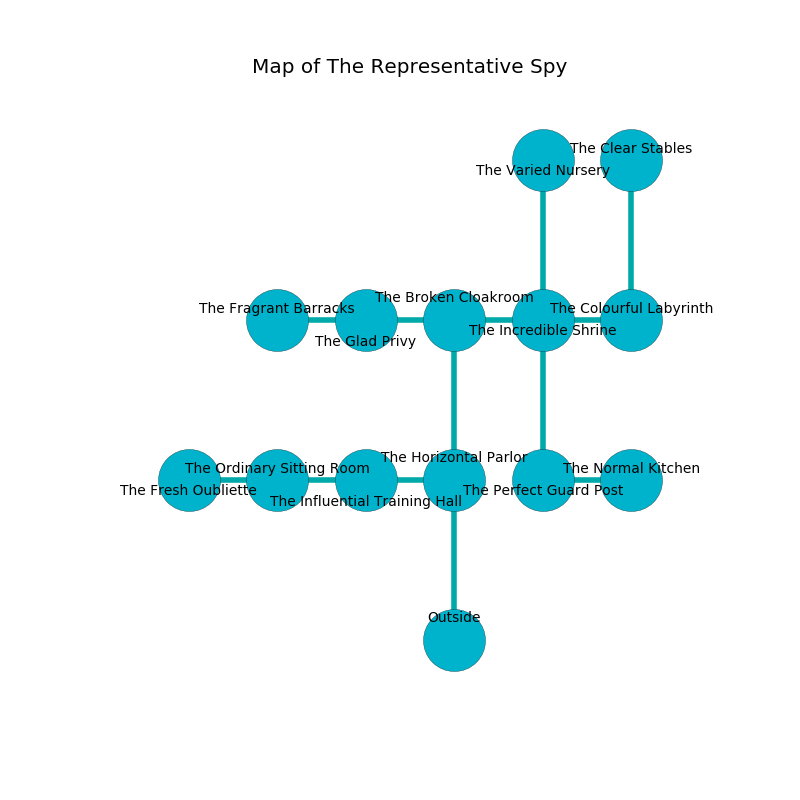 Map of The Representative Spy
The Clear Stables
The Varied Nursery
The Broken Cloakroom
The Fragrant Barracks
The Colourful Labyrinth
The Incredible Shrine
The Glad Privy
The Horizontal Parlor
The Ordinary Sitting Room
The Normal Kitchen
The Fresh Oubliette
The Perfect Guard Post
The Influential Training Hall
Outside